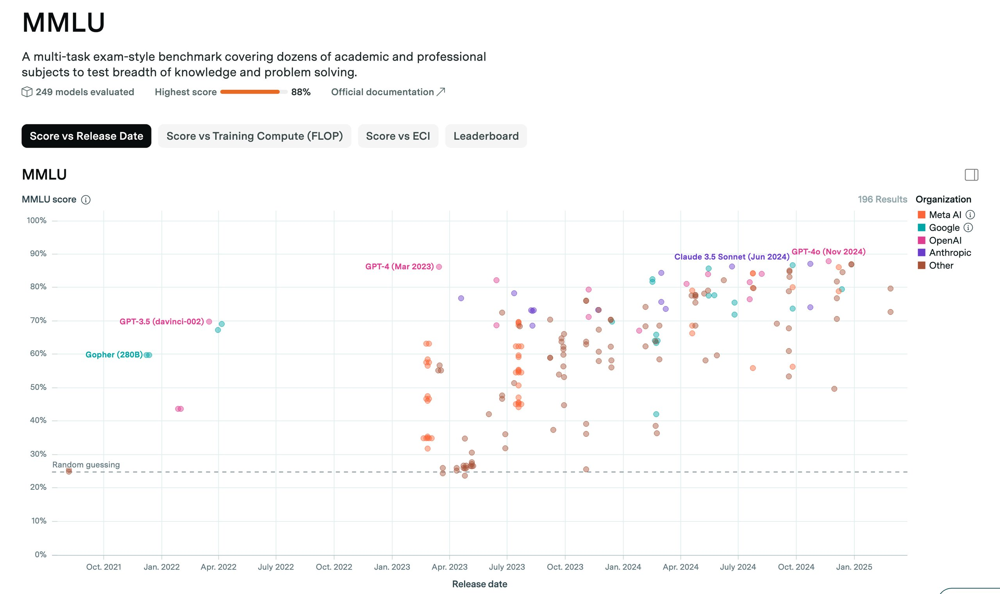 MMLU
A multi-task exam-style benchmark covering dozens of academic and professional
subjects to test breadth of knowledge and problem solving.
249 models evaluated Highest score 88% Official documentation
Score vs Release Date Score vs Training Compute (FLOP) Score vs ECI Leaderboard
MMLU
MMLU score
196 Results
Organization
Meta AI
Google
OpenAI
Anthropic
Other
100%
90%
80%
70%
60%
50%
40%
30%
20%
10%
0%
GPT-4o (Nov 2024)
Claude 3.5 Sonnet (Jun 2024)
GPT-4 (Mar 2023)
GPT-3.5 (davinci-002)
Gopher (280B)
Random guessing
Oct. 2021 Jan. 2022 Apr. 2022 July 2022 Oct. 2022 Jan. 2023 Apr. 2023 July 2023 Oct. 2023 Jan. 2024 Apr. 2024 July 2024 Oct. 2024 Jan. 2025
Release date